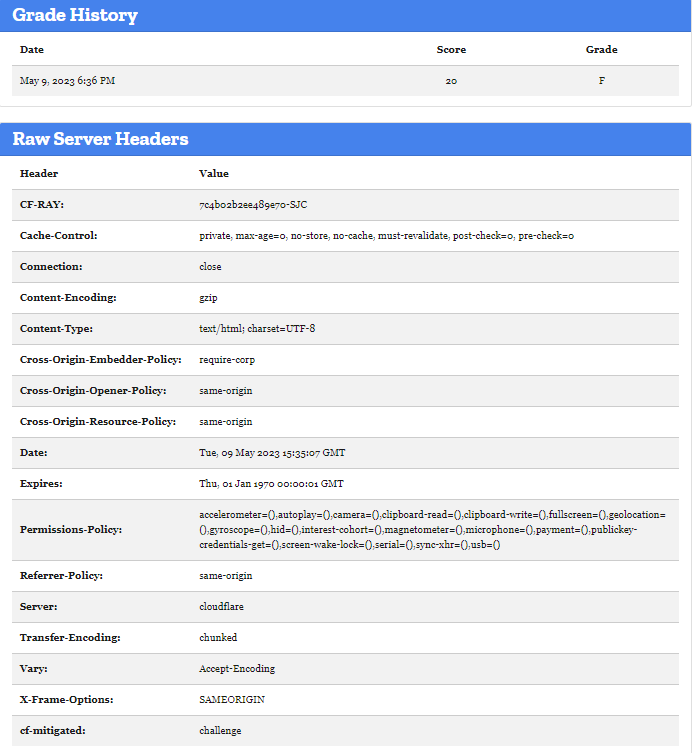 Grade History
Date Score Grade
May 9, 2023 6:36 PM 20 F
Raw Server Headers
Header Value
CF-RAY: 7c4b02b2ee489e70-SJC
Cache-Control: private, max-age=0, no-store, no-cache, must-revalidate, post-check=0, pre-check=0
Connection: close
Content-Encoding: gzip
Content-Type: text/html; charset=UTF-8
Cross-Origin-Embedder-Policy: require-corp
Cross-Origin-Opener-Policy: same-origin
Cross-Origin-Resource-Policy: same-origin
Date: Tue, 09 May 2023 15:35:07 GMT
Expires: Thu, 01 Jan 1970 00:00:01 GMT
Permissions-Policy: accelerometer=(),autoplay=(),camera=(),clipboard-read=(),clipboard-write=(),fullscreen=(),geolocation=
(),gyroscope=(),hid=(),interest-cohort=(),magnetometer=(),microphone=(),payment=(),publickey-
credentials-get=(),screen-wake-lock=(),serial=(),sync-xhr=(),usb=()
Referrer-Policy: same-origin
Server: cloudflare
Transfer-Encoding: chunked
Vary: Accept-Encoding
X-Frame-Options: SAMEORIGIN
cf-mitigated: challenge